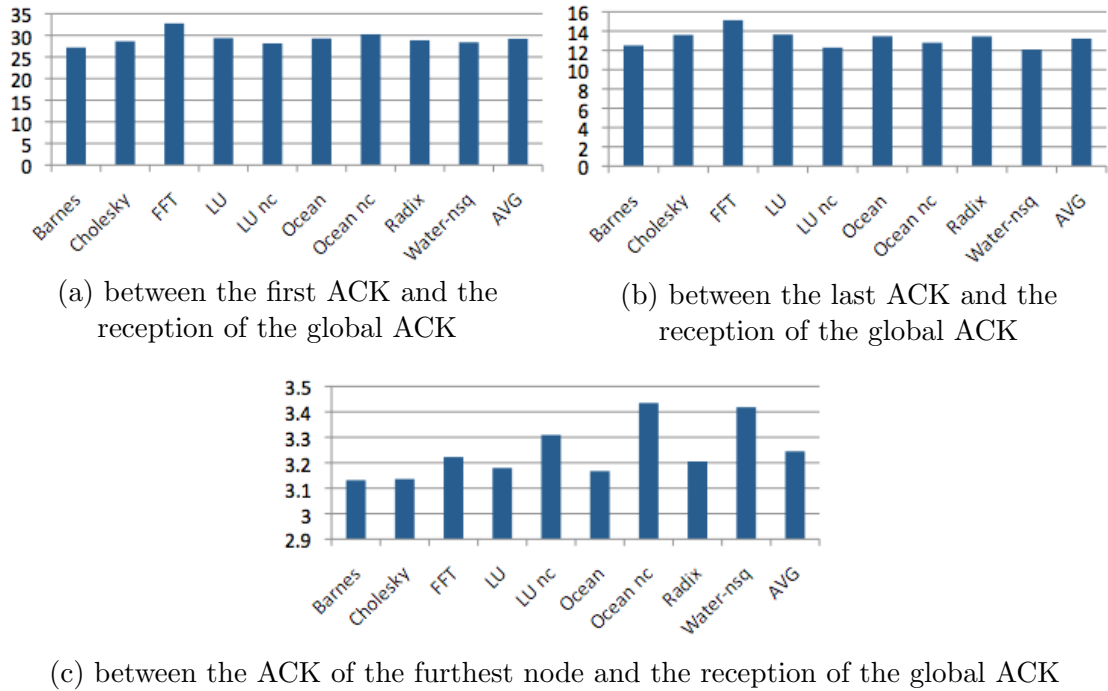 35
30
25
20
15
10
5
0
Barnes
Cholesky
FFT
LU
LU nc
Ocean
Ocean nc
Radix
Water-nsq
AVG
(a) between the first ACK and the
reception of the global ACK
16
14
12
10
8
6
4
2
0
Barnes
Cholesky
FFT
LU
LU nc
Ocean
Ocean nc
Radix
Water-nsq
AVG
(b) between the last ACK and the
reception of the global ACK
3.5
3.4
3.3
3.2
3.1
3
2.9
Barnes
Cholesky
FFT
LU
LU nc
Ocean
Ocean nc
Radix
Water-nsq
AVG
(c) between the ACK of the furthest node and the reception of the global ACK